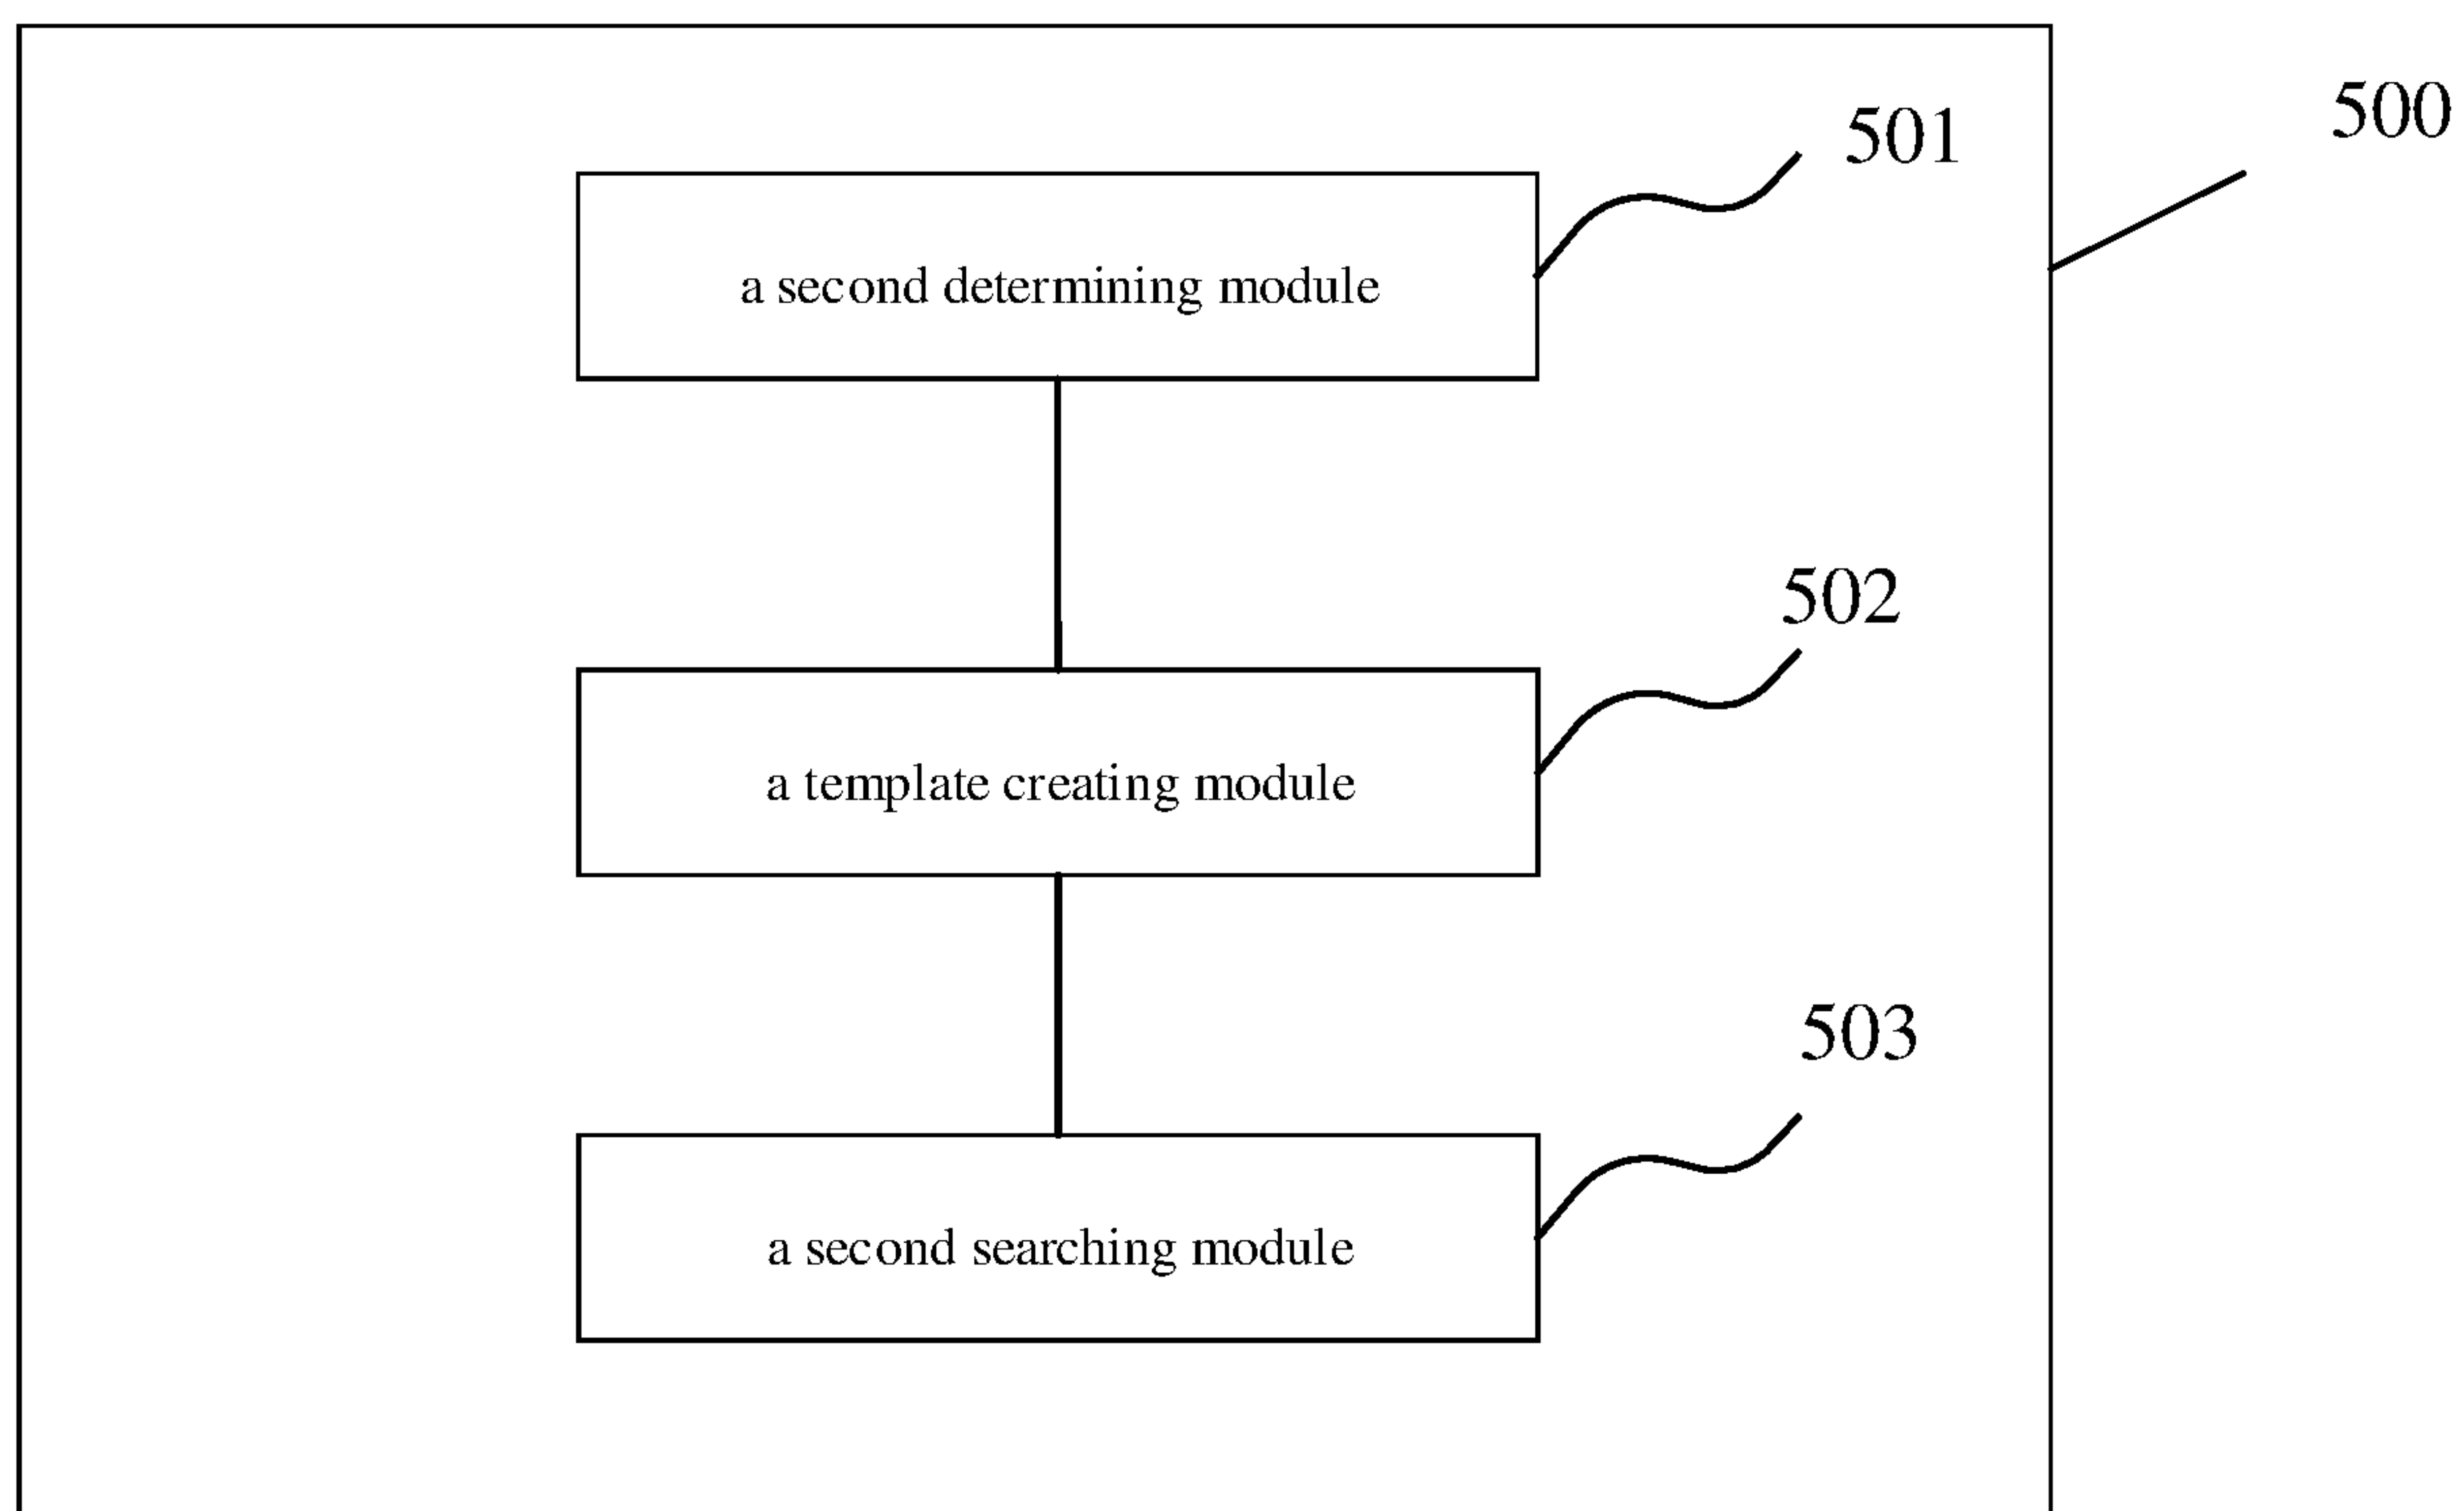 500
501
a second determining module
502
a template creating module
503
a second searching module